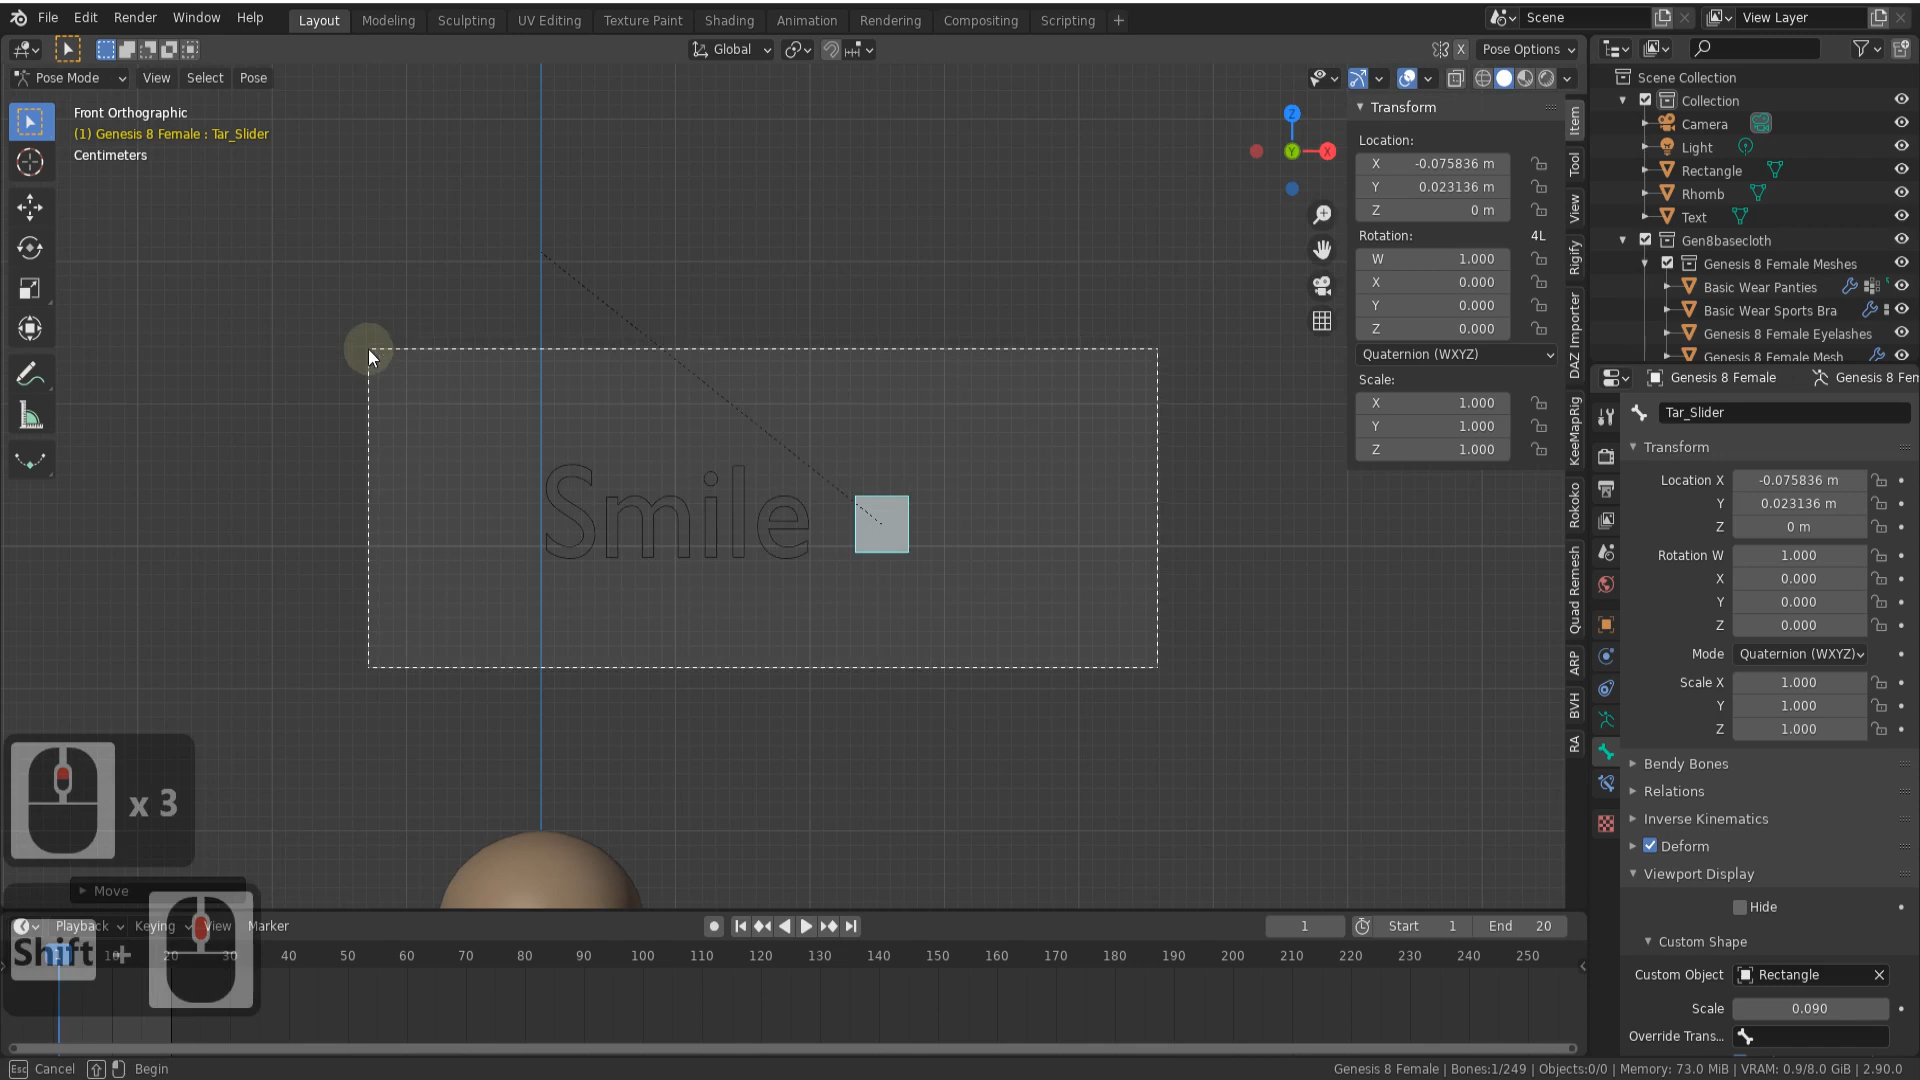 File Edit Render Window Help
Layout Modeling Sculpting UV Editing Texture Paint Shading Animation Rendering Compositing Scripting +
Scene
View Layer
Global
X
Pose Options
Pose Mode View Select Pose
Front Orthographic
(1) Genesis 8 Female : Tar_Slider
Centimeters
Z
Y
X
Smile
Transform
Location:
X -0.075836 m
Y 0.023136 m
Z 0 m
Rotation: 4L
W 1.000
X 0.000
Y 0.000
Z 0.000
Quaternion (WXYZ)
Scale:
X 1.000
Y 1.000
Z 1.000
Item
Tool
View
Rigify
DAZ Importer
KeeMapRig
Rokoko
Quad Remesh
ARP
BVH
RA
Scene Collection
Collection
Camera
Light
Rectangle
Rhomb
Text
Gen8basecloth
Genesis 8 Female Meshes
Basic Wear Panties
Basic Wear Sports Bra
Genesis 8 Female Eyelashes
Genesis 8 Female Mesh
Genesis 8 Female Genesis 8 Fem
Tar_Slider
Transform
Location X -0.075836 m
Y 0.023136 m
Z 0 m
Rotation W 1.000
X 0.000
Y 0.000
Z 0.000
Mode Quaternion (WXYZ)
Scale X 1.000
Y 1.000
Z 1.000
Bendy Bones
Relations
Inverse Kinematics
Deform
Viewport Display
Hide
Custom Shape
Custom Object Rectangle
Scale 0.090
Override Trans...
x 3
Move
Shift +
Playback Keying View Marker
1 Start 1 End 20
1 10 30 40 50 60 70 80 90 100 110 120 130 140 150 160 170 180 190 200 210 220 230 240 250
Esc Cancel Begin
Genesis 8 Female | Bones:1/249 | Objects:0/0 | Memory: 73.0 MiB | VRAM: 0.9/8.0 GiB | 2.90.0